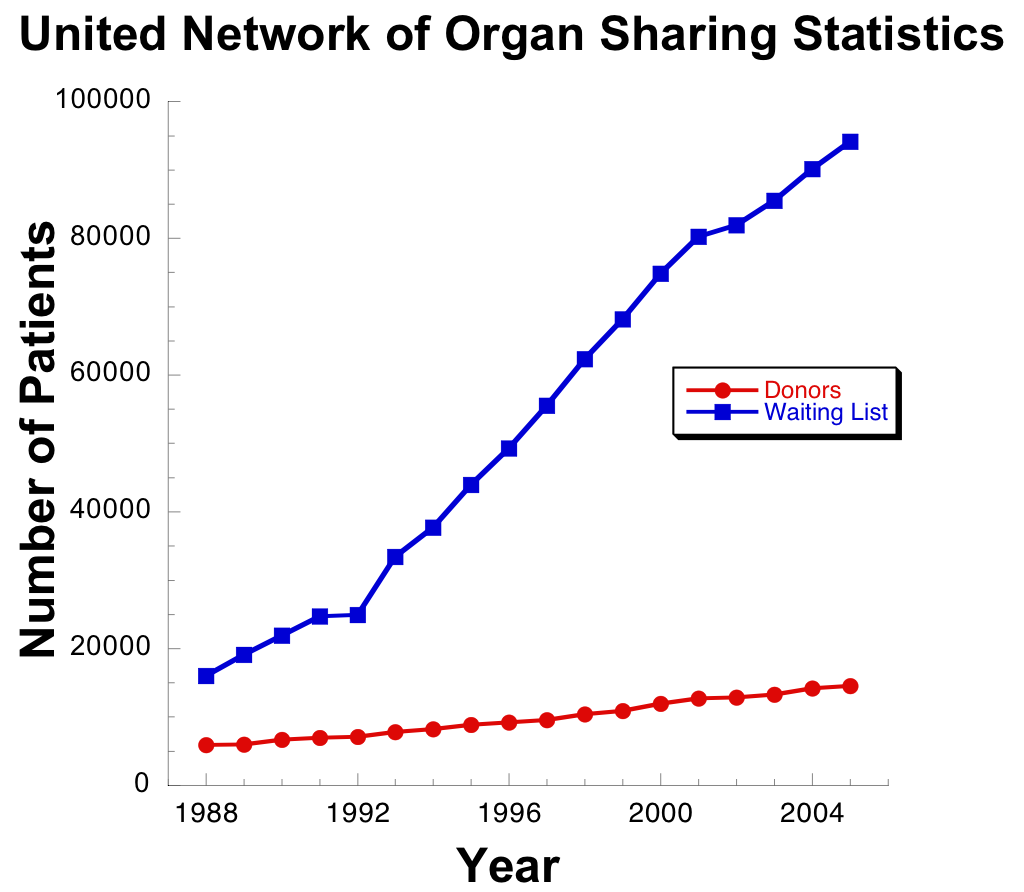 United Network of Organ Sharing Statistics
100000
80000
60000
40000
20000
0
Number of Patients
Donors
Waiting List
1988 1992 1996 2000 2004
Year